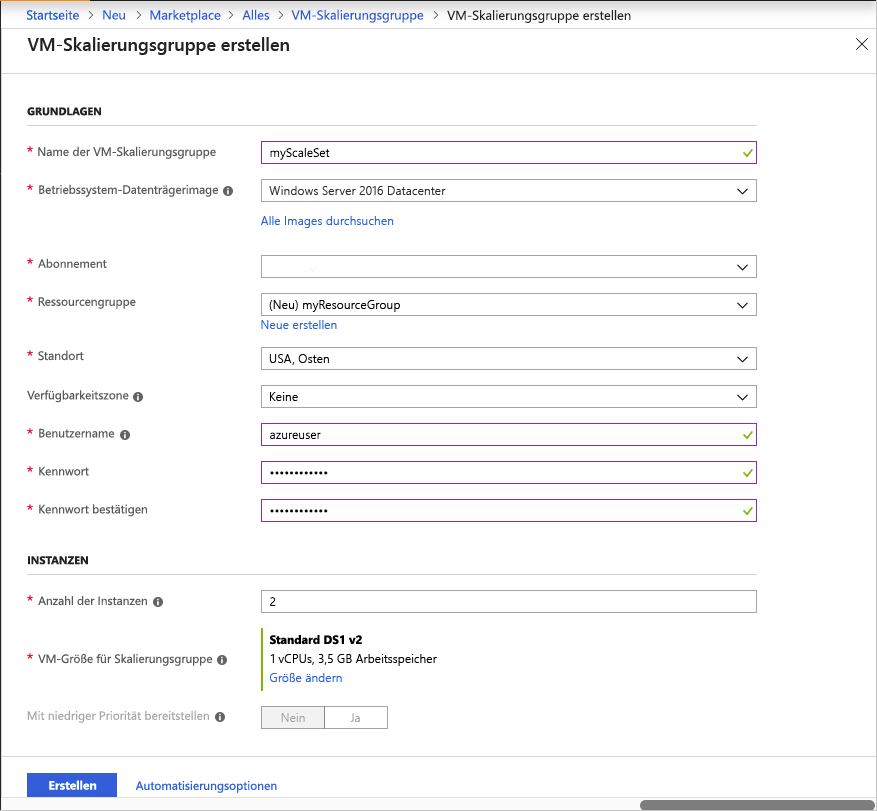 Startseite > Neu > Marketplace > Alles > VM-Skalierungsgruppe > VM-Skalierungsgruppe erstellen
VM-Skalierungsgruppe erstellen
GRUNDLAGEN
* Name der VM-Skalierungsgruppe myScaleSet
* Betriebssystem-Datenträgerimage Windows Server 2016 Datacenter
Alle Images durchsuchen
* Abonnement
* Ressourcengruppe (Neu) myResourceGroup
Neue erstellen
* Standort USA, Osten
Verfügbarkeitszone Keine
* Benutzername azureuser
* Kennwort ••••••••••••
* Kennwort bestätigen ••••••••••••
INSTANZEN
* Anzahl der Instanzen 2
Standard DS1 v2
* VM-Größe für Skalierungsgruppe 1 vCPUs, 3,5 GB Arbeitsspeicher
Größe ändern
Mit niedriger Priorität bereitstellen Nein Ja
Erstellen Automatisierungsoptionen